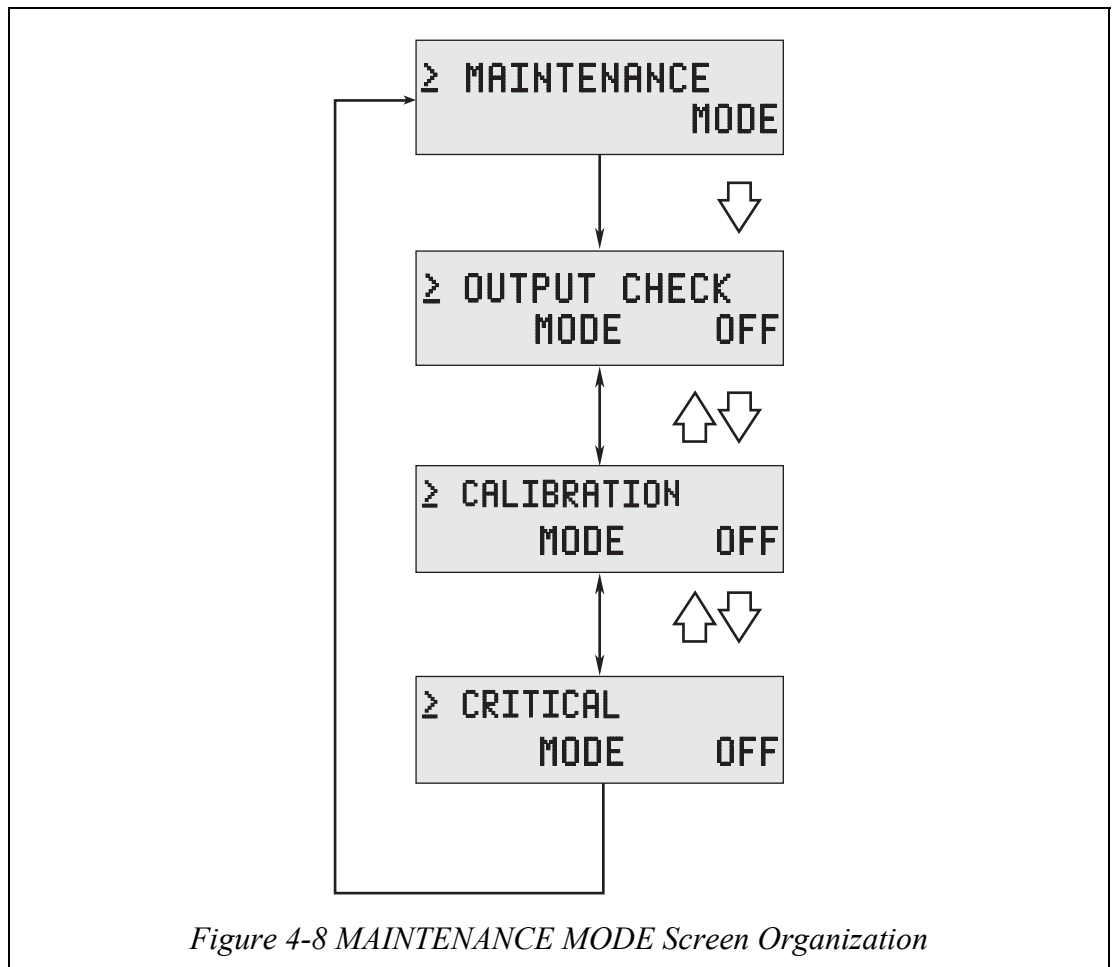 ≥ MAINTENANCE
MODE
≥ OUTPUT CHECK
MODE OFF
≥ CALIBRATION
MODE OFF
≥ CRITICAL
MODE OFF
Figure 4-8 MAINTENANCE MODE Screen Organization